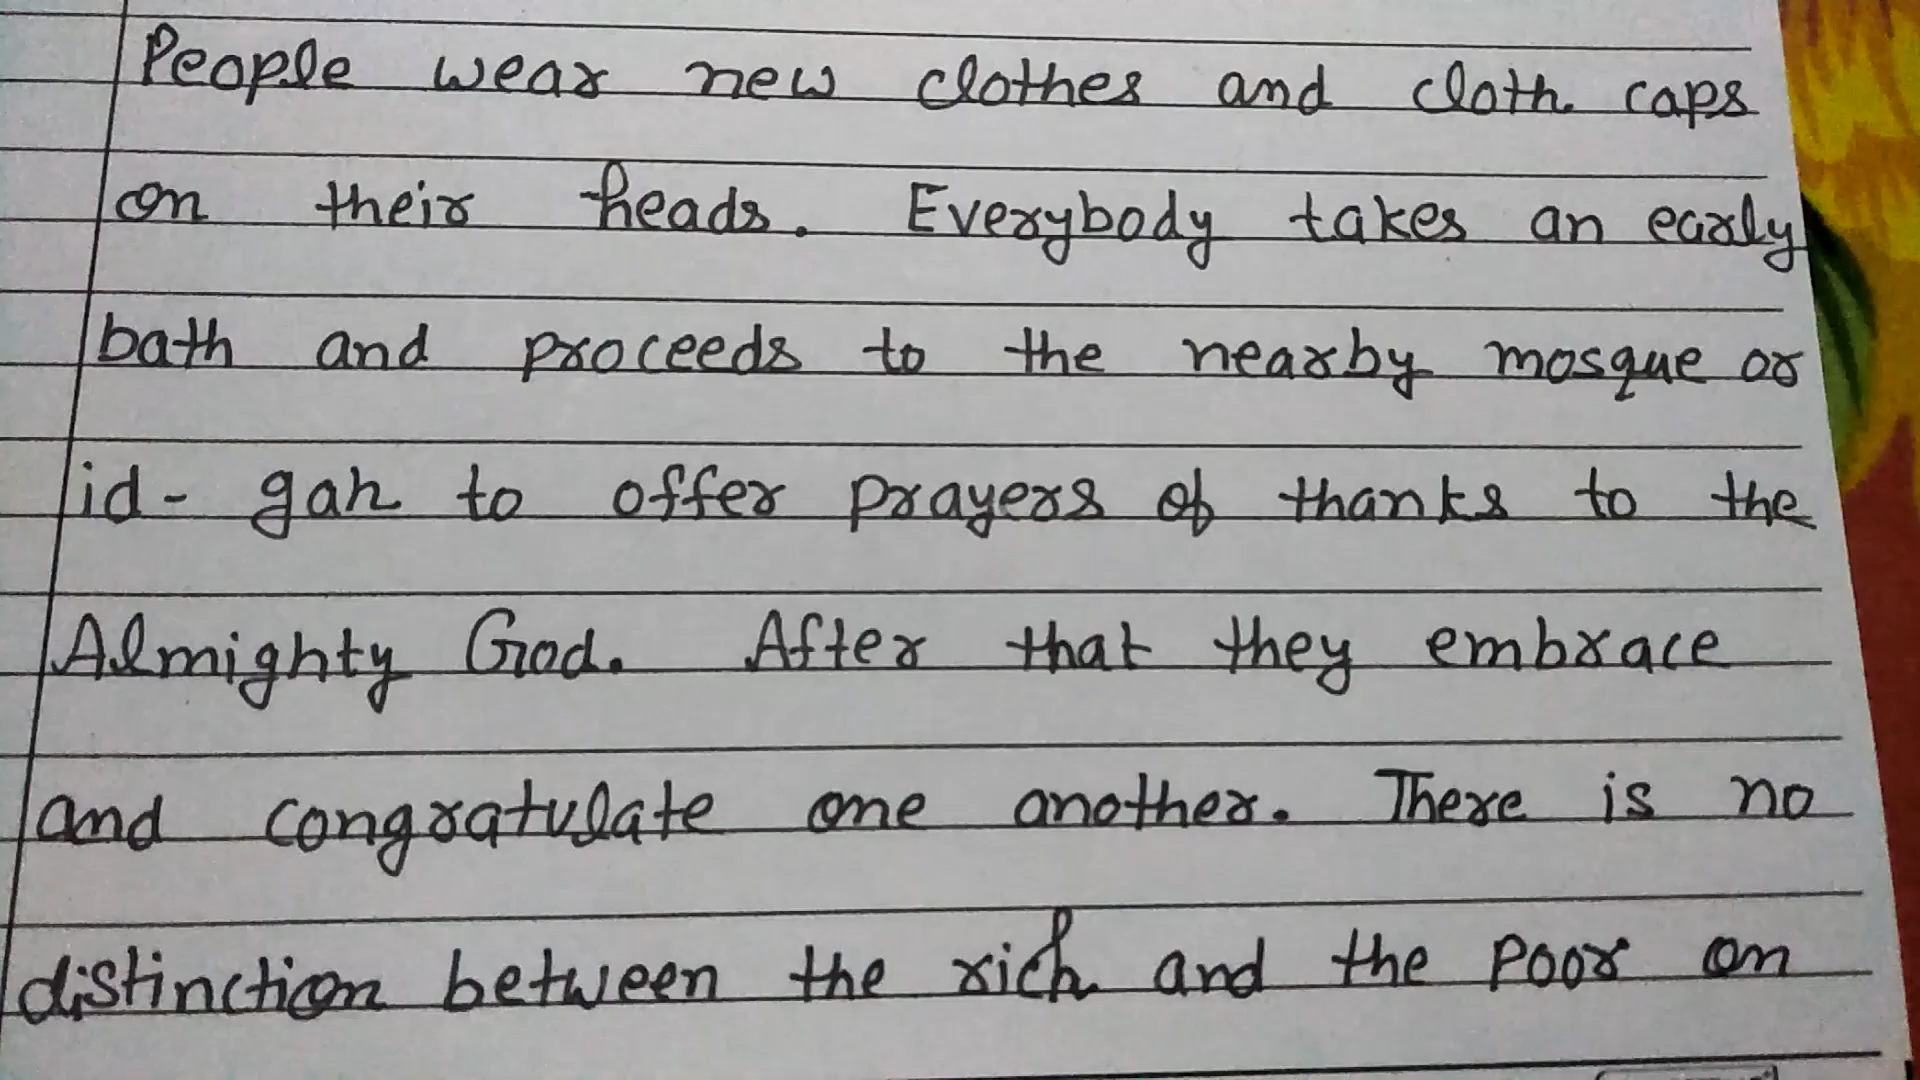 People wear new clothes and cloth caps
on their heads. Everybody takes an early
bath and proceeds to the nearby mosque or
id- gah to offer prayers of thanks to the
Almighty God. After that they embrace
and congratulate one another. There is no
distinction between the rich and the poor on